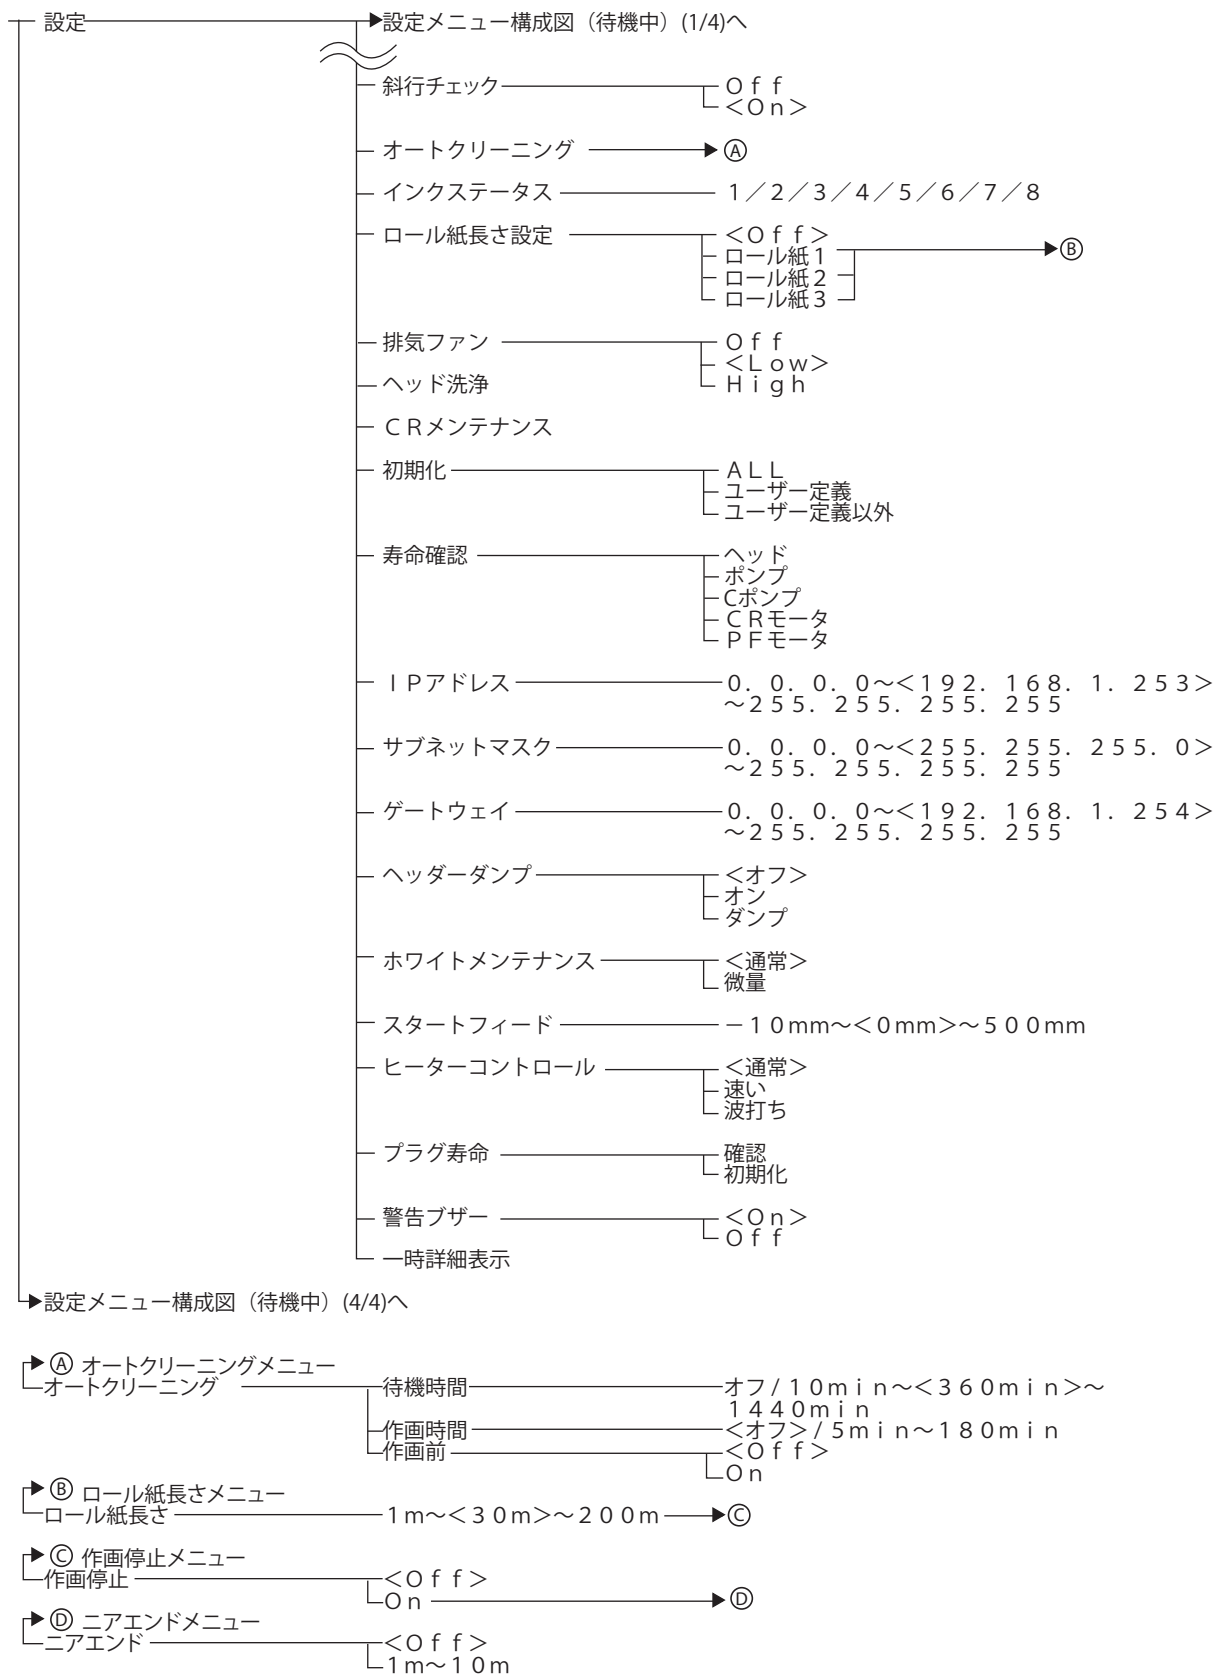 設定
設定メニュー構成図（待機中）(1/4)へ
斜行チェック
Ｏｆｆ
＜Ｏｎ＞
オートクリーニング
Ⓐ
インクステータス
１／２／３／４／５／６／７／８
ロール紙長さ設定
＜Ｏｆｆ＞
ロール紙１
Ⓑ
ロール紙２
ロール紙３
排気ファン
Ｏｆｆ
＜Ｌｏｗ＞
ヘッド洗浄
Ｈｉｇｈ
ＣＲメンテナンス
初期化
ＡＬＬ
ユーザー定義
ユーザー定義以外
寿命確認
ヘッド
ポンプ
Cポンプ
ＣＲモータ
ＰＦモータ
ＩＰアドレス
０．０．０．０～＜１９２．１６８．１．２５３＞
～２５５．２５５．２５５．２５５
サブネットマスク
０．０．０．０～＜２５５．２５５．２５５．０＞
～２５５．２５５．２５５．２５５
ゲートウェイ
０．０．０．０～＜１９２．１６８．１．２５４＞
～２５５．２５５．２５５．２５５
ヘッダーダンプ
＜オフ＞
オン
ダンプ
ホワイトメンテナンス
＜通常＞
微量
スタートフィード
－１０ｍｍ～＜０ｍｍ＞～５００ｍｍ
ヒーターコントロール
＜通常＞
速い
波打ち
プラグ寿命
確認
初期化
警告ブザー
＜Ｏｎ＞
Ｏｆｆ
一時詳細表示
設定メニュー構成図（待機中）(4/4)へ
Ⓐ オートクリーニングメニュー
オートクリーニング
待機時間
オフ/１０ｍｉｎ～＜３６０ｍｉｎ＞～
１４４０ｍｉｎ
作画時間
＜オフ＞/５ｍｉｎ～１８０ｍｉｎ
作画前
＜Ｏｆｆ＞
Ｏｎ
Ⓑ ロール紙長さメニュー
ロール紙長さ
１ｍ～＜３０ｍ＞～２００ｍ
Ⓒ
Ⓒ 作画停止メニュー
作画停止
＜Ｏｆｆ＞
Ｏｎ
Ⓓ
Ⓓ ニアエンドメニュー
ニアエンド
＜Ｏｆｆ＞
１ｍ～１０ｍ